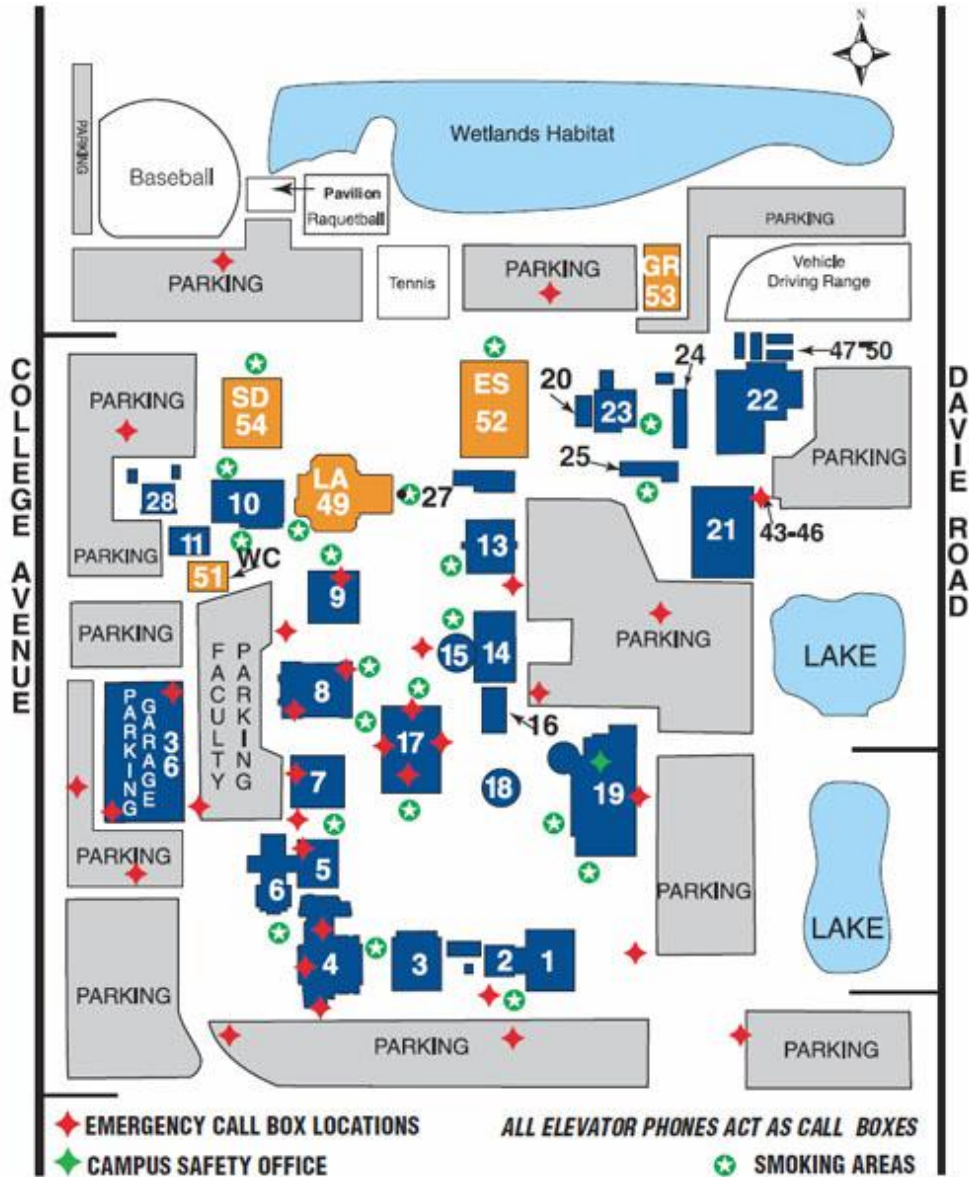 N
Wetlands Habitat
PARKING
Baseball
Pavilion
Raquetball
PARKING
PARKING
Tennis
PARKING
GR
53
Vehicle
Driving Range
COLLEGE AVENUE
DAVIE ROAD
PARKING
SD
54
ES
52
20
23
24
47-50
22
PARKING
25
28
10
LA
49
27
21
43-46
11
13
PARKING
WC
51
9
PARKING
FACULTY
PARKING
15
14
PARKING
LAKE
8
16
PARKING
GARAGE
36
17
7
18
19
PARKING
5
6
PARKING
LAKE
4
3
2
1
PARKING
PARKING
PARKING
EMERGENCY CALL BOX LOCATIONS
ALL ELEVATOR PHONES ACT AS CALL BOXES
CAMPUS SAFETY OFFICE
SMOKING AREAS